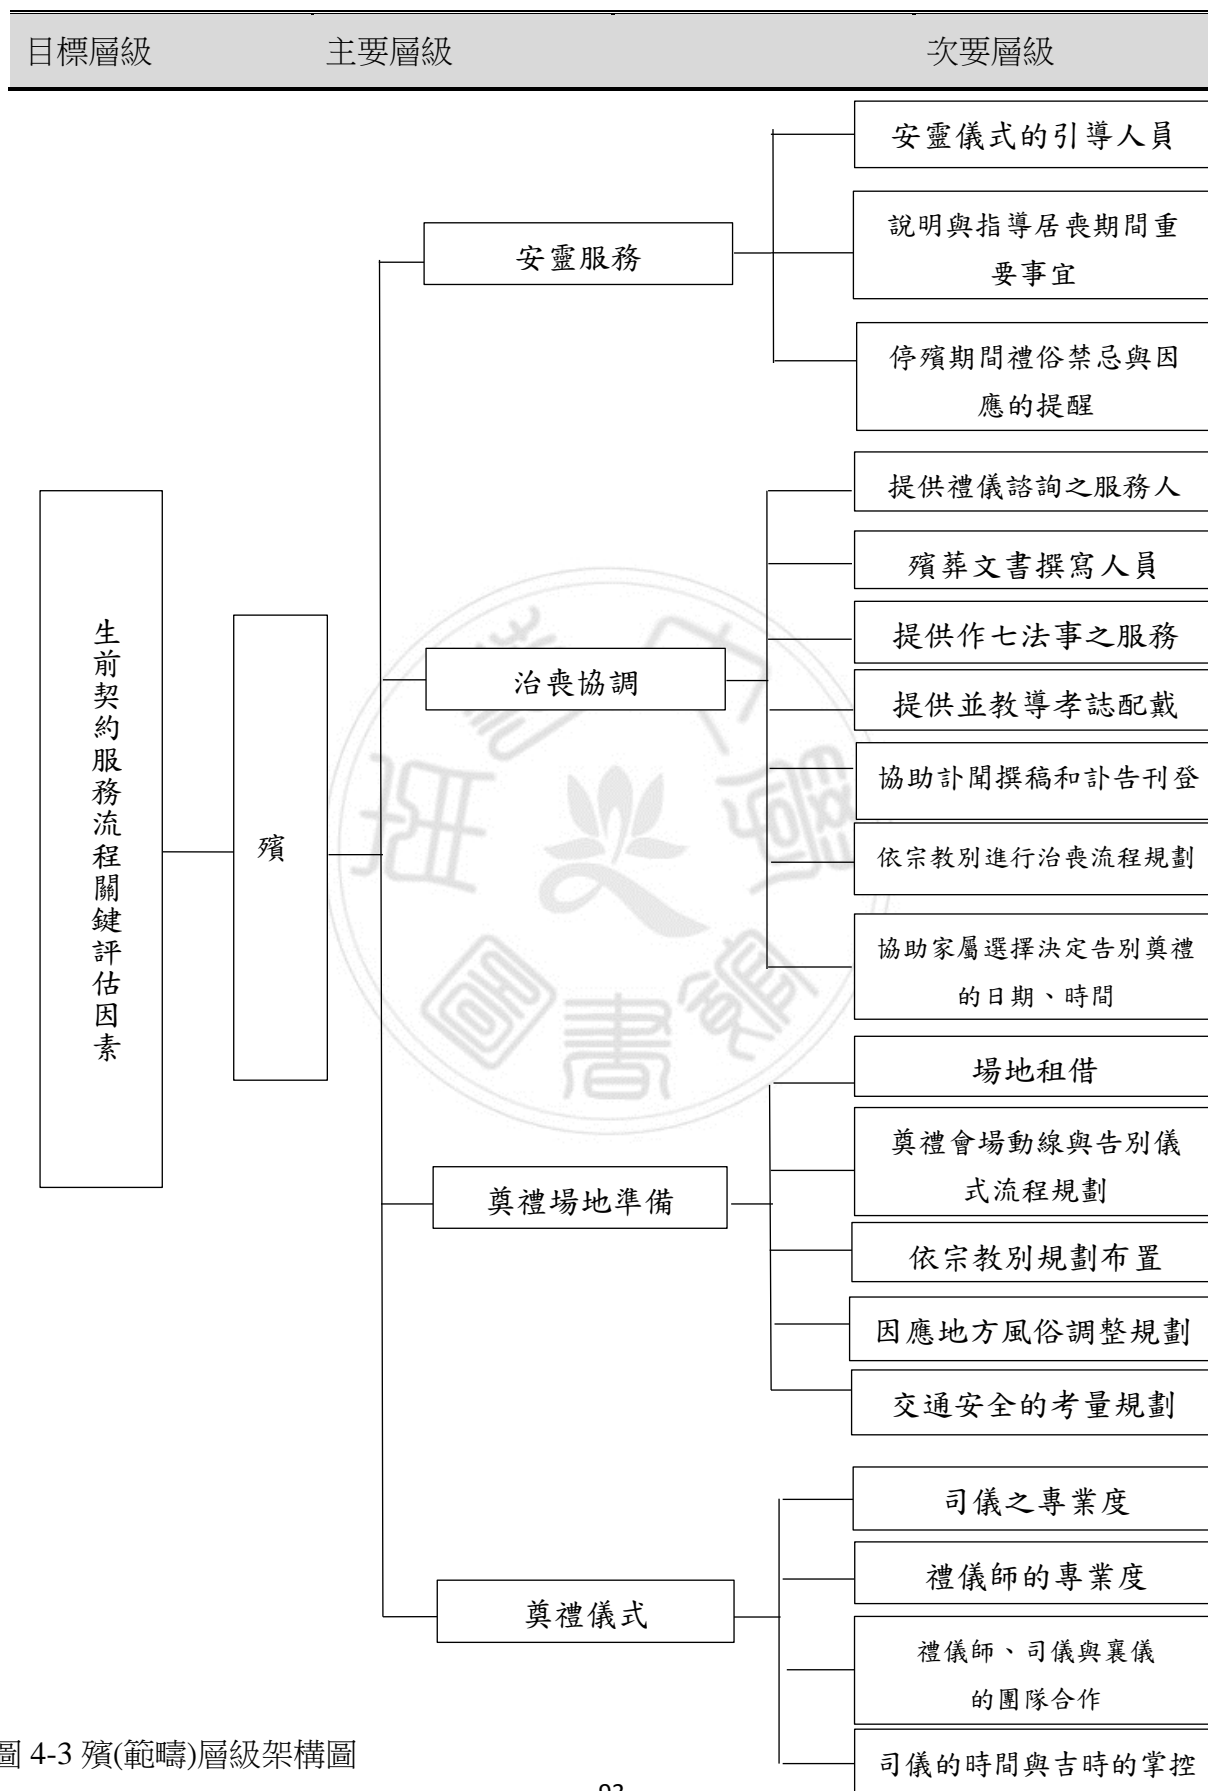 目標層級 主要層級 次要層級
安靈儀式的引導人員
說明與指導居喪期間重
要事宜
安靈服務
停殯期間禮俗禁忌與因
應的提醒
提供禮儀諮詢之服務人
殯葬文書撰寫人員
提供作七法事之服務
治喪協調
提供並教導孝誌配戴
協助訃聞撰稿和訃告刊登
依宗教別進行治喪流程規劃
協助家屬選擇決定告別奠禮
的日期、時間
生前契約服務流程關鍵評估因素
殯
場地租借
奠禮會場動線與告別儀
式流程規劃
奠禮場地準備
依宗教別規劃布置
因應地方風俗調整規劃
交通安全的考量規劃
司儀之專業度
禮儀師的專業度
奠禮儀式
禮儀師、司儀與襄儀
的團隊合作
司儀的時間與吉時的掌控
圖 4-3 殯(範疇)層級架構圖